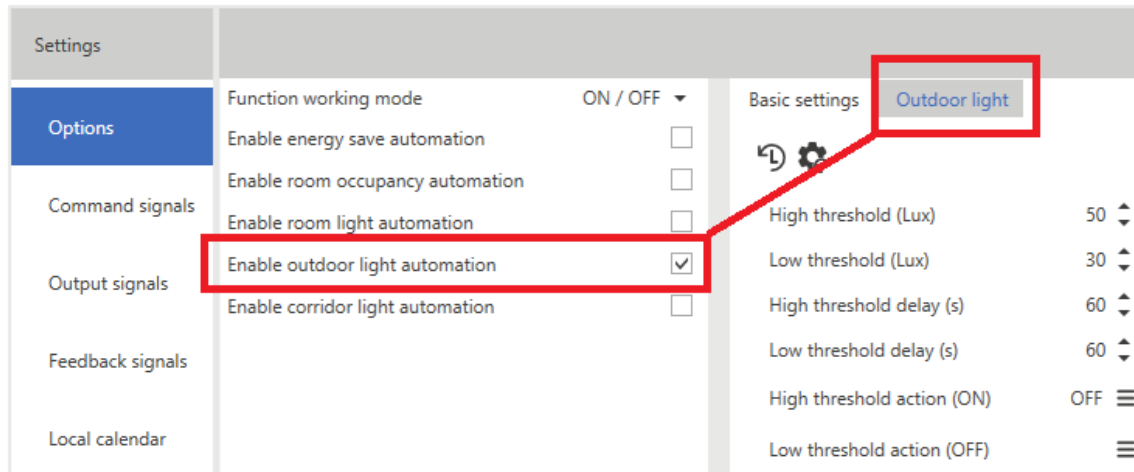 Settings
Options
Command signals
Output signals
Feedback signals
Local calendar
Function working mode ON / OFF
Enable energy save automation
Enable room occupancy automation
Enable room light automation
Enable outdoor light automation
Enable corridor light automation
Basic settings Outdoor light
High threshold (Lux) 50
Low threshold (Lux) 30
High threshold delay (s) 60
Low threshold delay (s) 60
High threshold action (ON) OFF
Low threshold action (OFF)